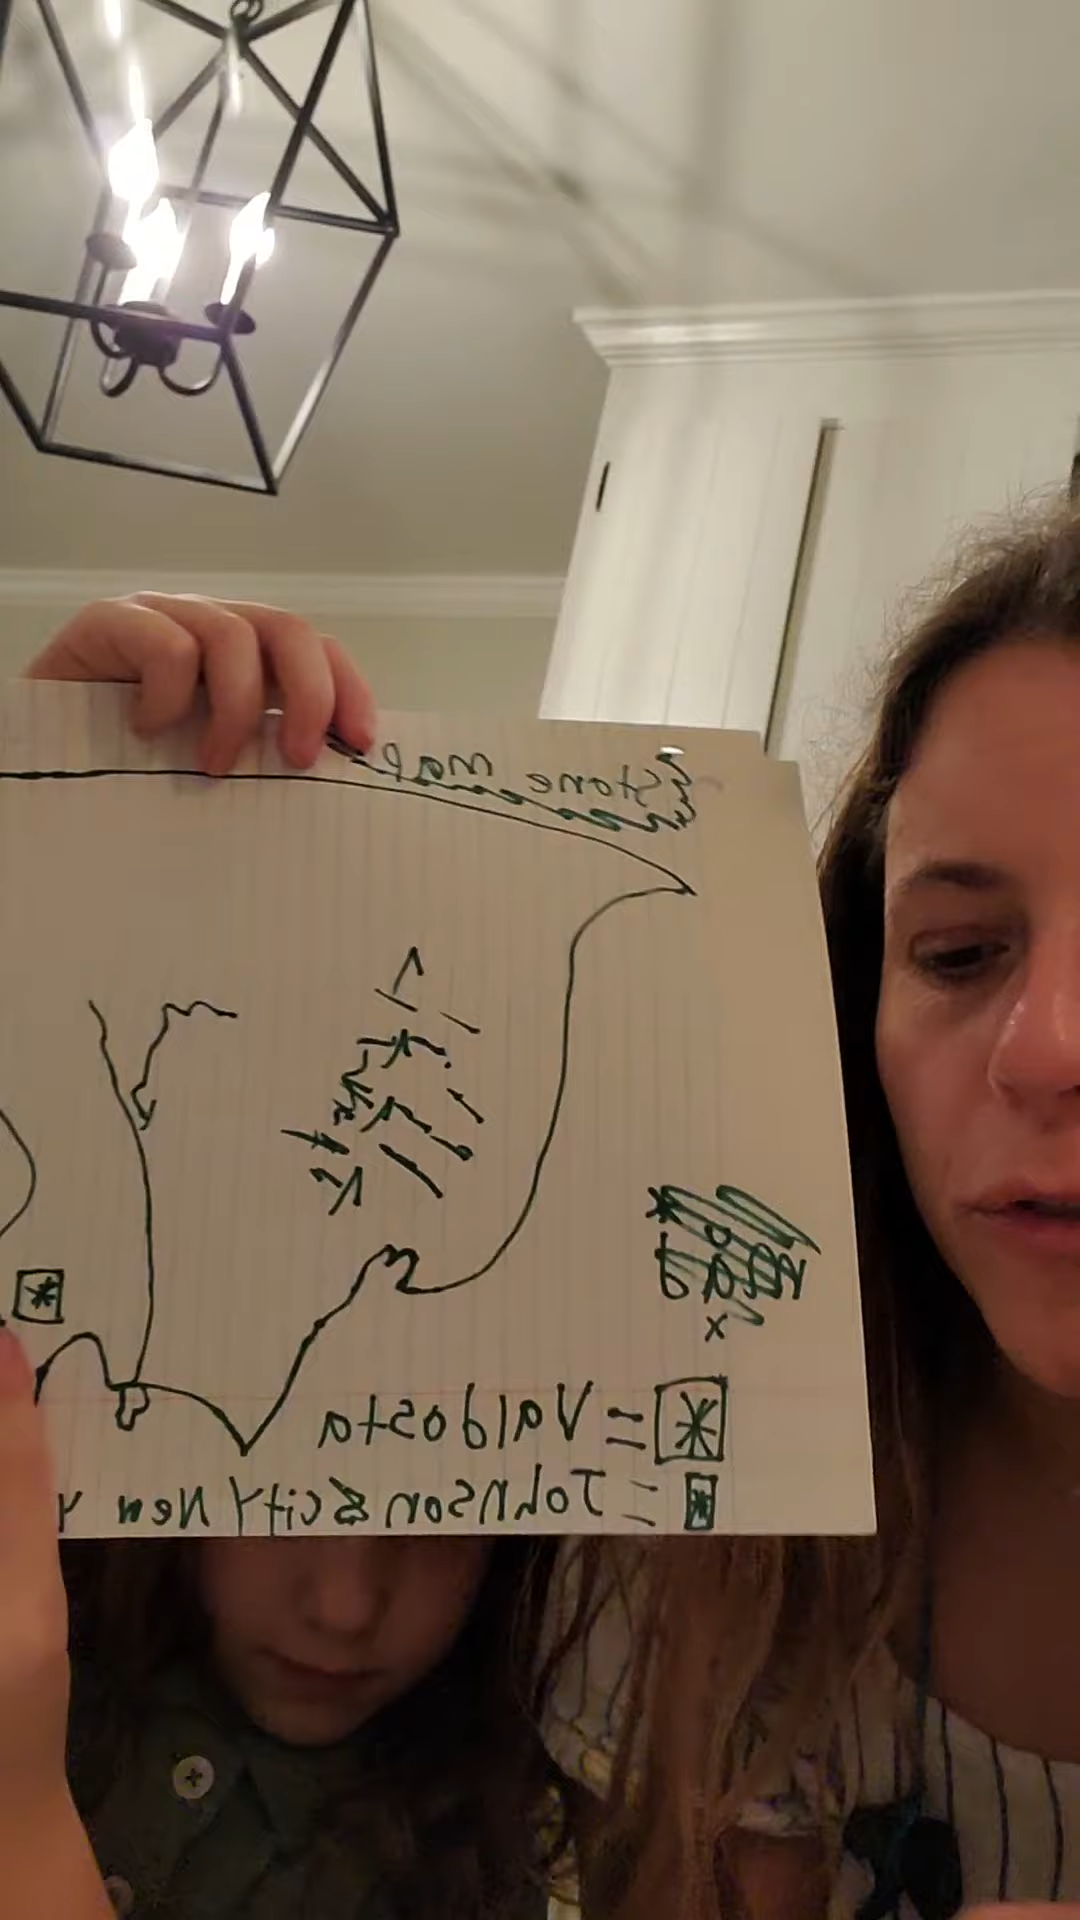 stone map
= Valdosta
= Johnson city New Y